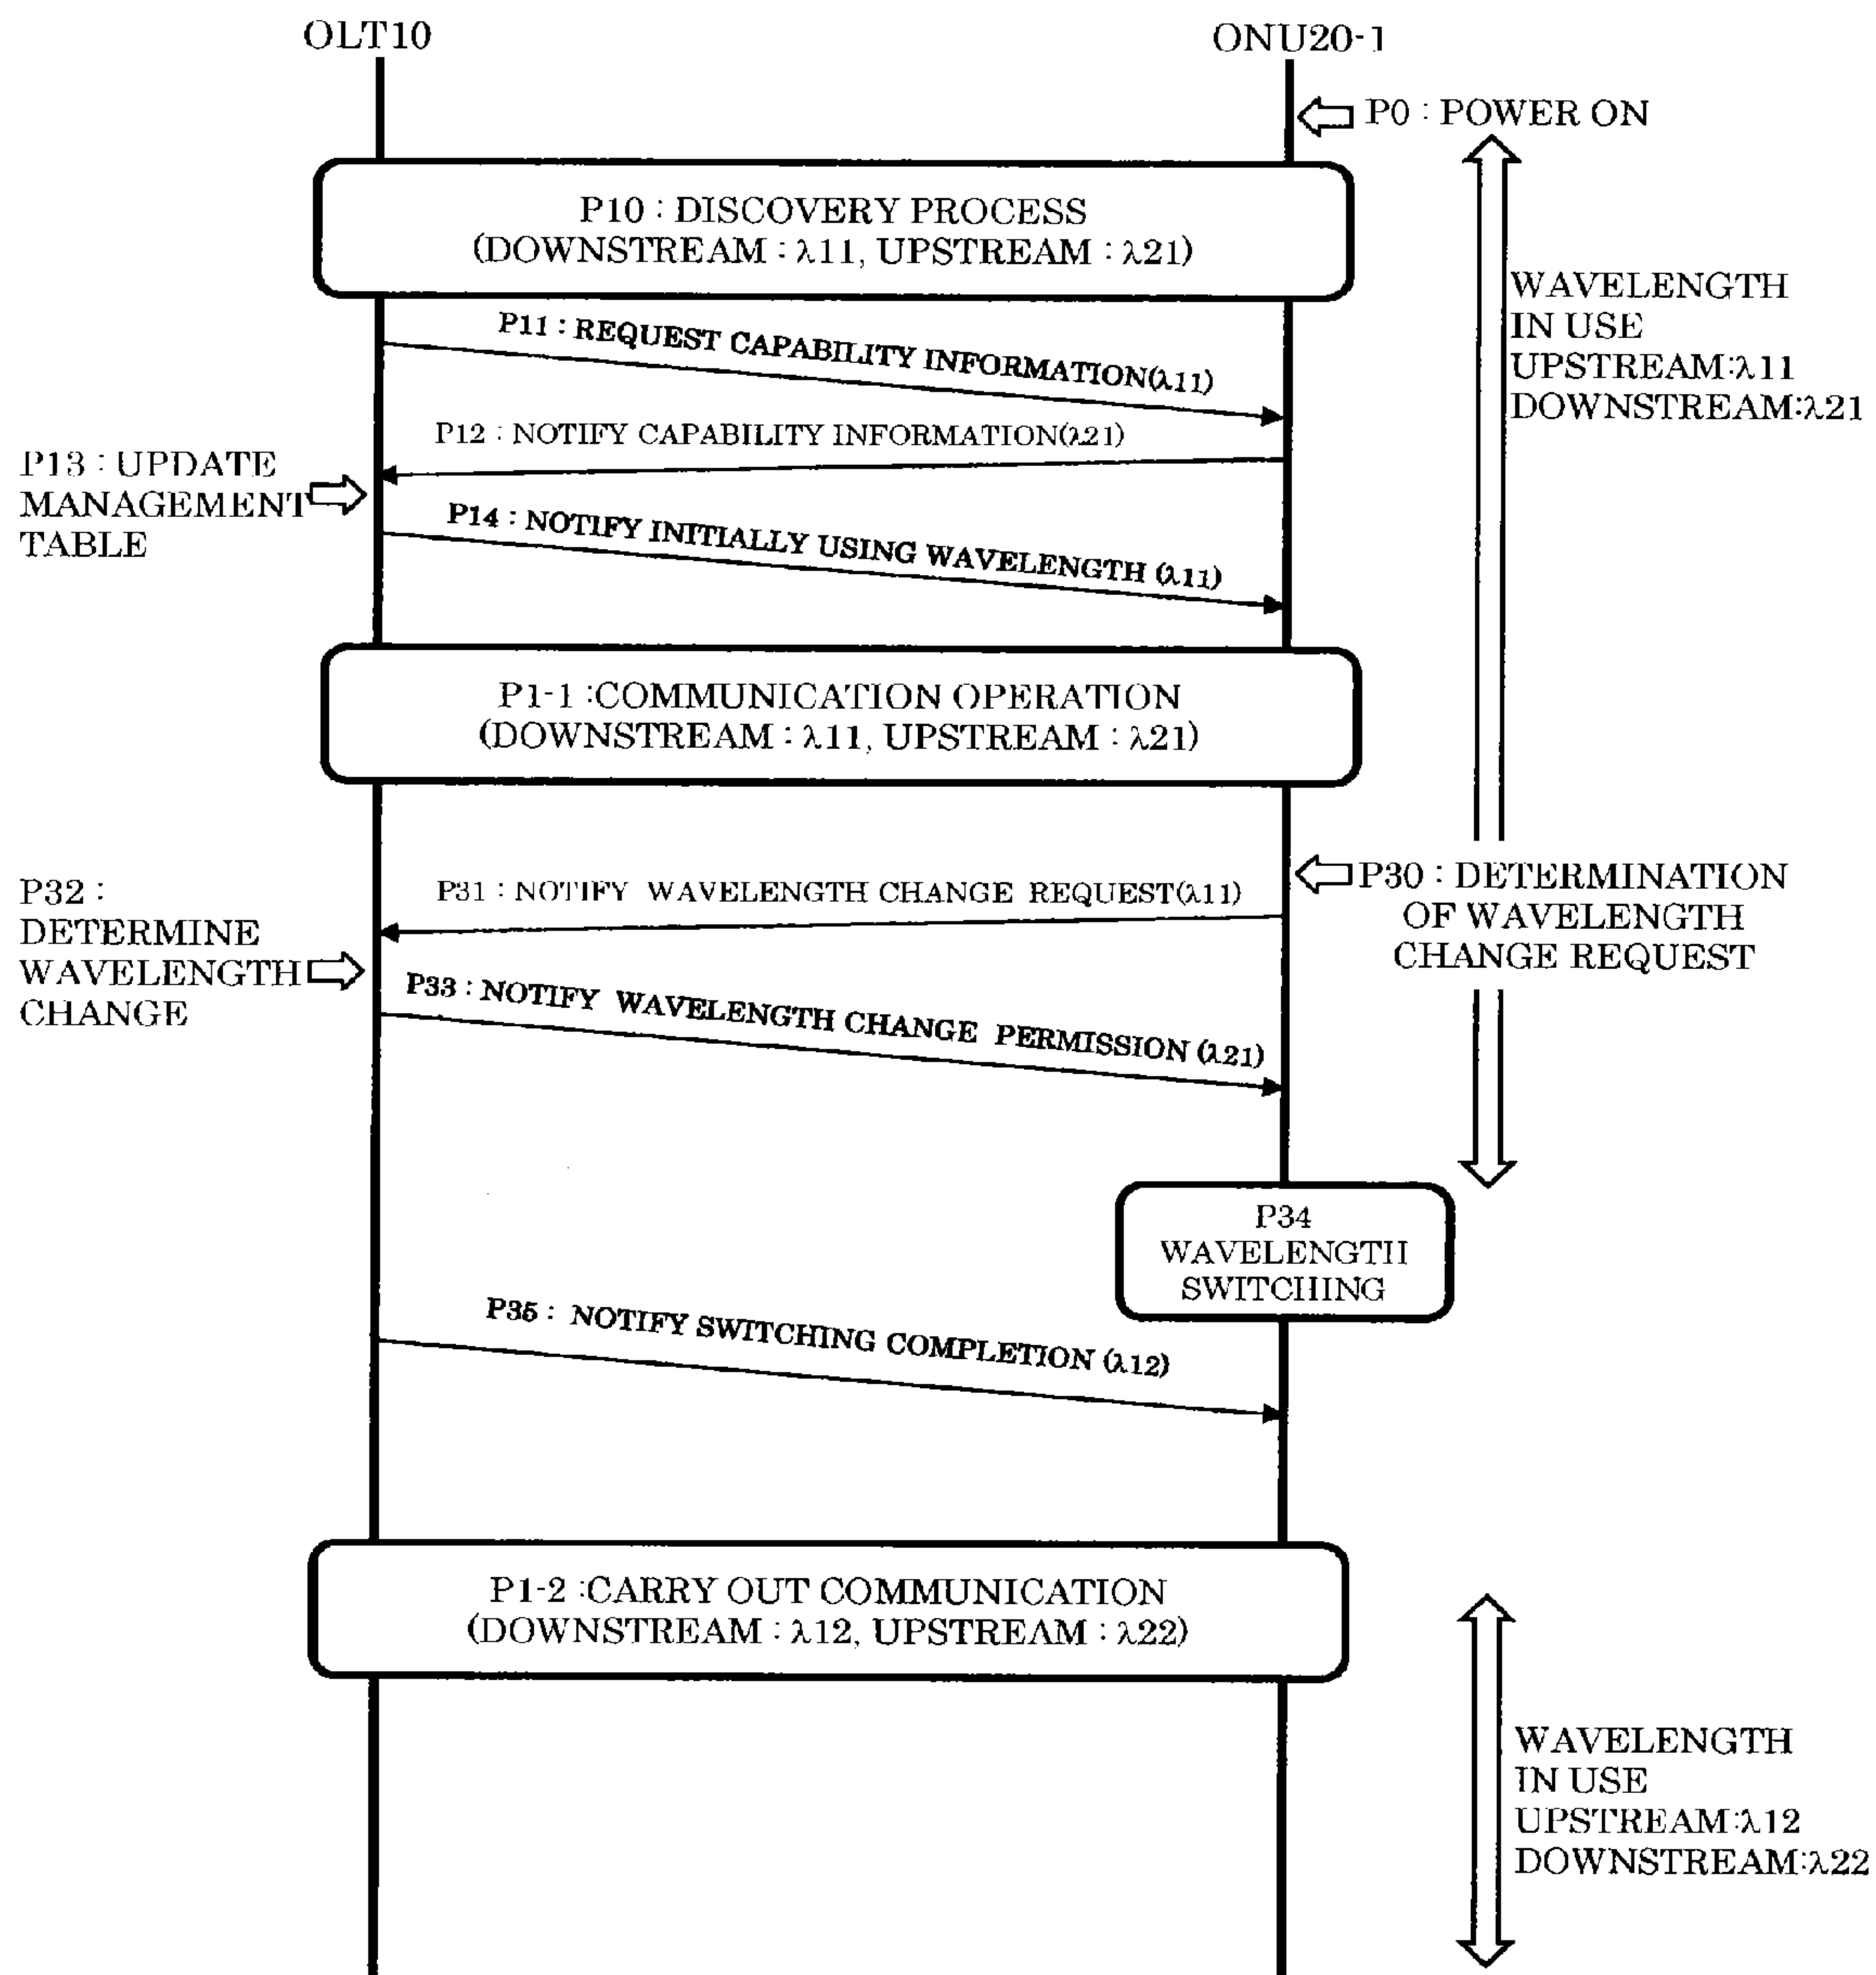 OLT10
ONU20-1
P0 : POWER ON
P10 : DISCOVERY PROCESS
(DOWNSTREAM : λ11, UPSTREAM : λ21)
WAVELENGTH
IN USE
UPSTREAM:λ11
DOWNSTREAM:λ21
P11 : REQUEST CAPABILITY INFORMATION(λ11)
P12 : NOTIFY CAPABILITY INFORMATION(λ21)
P13 : UPDATE
MANAGEMENT
TABLE
P14 : NOTIFY INITIALLY USING WAVELENGTH (λ11)
P1-1 :COMMUNICATION OPERATION
(DOWNSTREAM : λ11, UPSTREAM : λ21)
P30 : DETERMINATION
OF WAVELENGTH
CHANGE REQUEST
P31 : NOTIFY WAVELENGTH CHANGE REQUEST(λ11)
P32 :
DETERMINE
WAVELENGTH
CHANGE
P33 : NOTIFY WAVELENGTH CHANGE PERMISSION (λ21)
P34
WAVELENGTH
SWITCHING
P35 : NOTIFY SWITCHING COMPLETION (λ12)
P1-2 :CARRY OUT COMMUNICATION
(DOWNSTREAM : λ12, UPSTREAM : λ22)
WAVELENGTH
IN USE
UPSTREAM:λ12
DOWNSTREAM:λ22